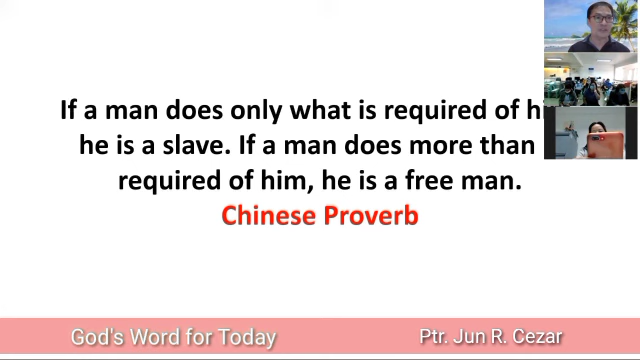 If a man does only what is required of
he is a slave. If a man does more than
required of him, he is a free man.
Chinese Proverb
God's Word for Today
Ptr. Jun R. Cezar